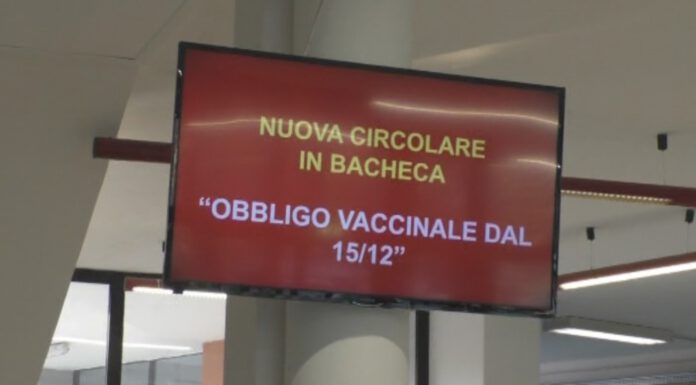 NUOVA CIRCOLARE
IN BACHECA
“OBBLIGO VACCINALE DAL
15/12”